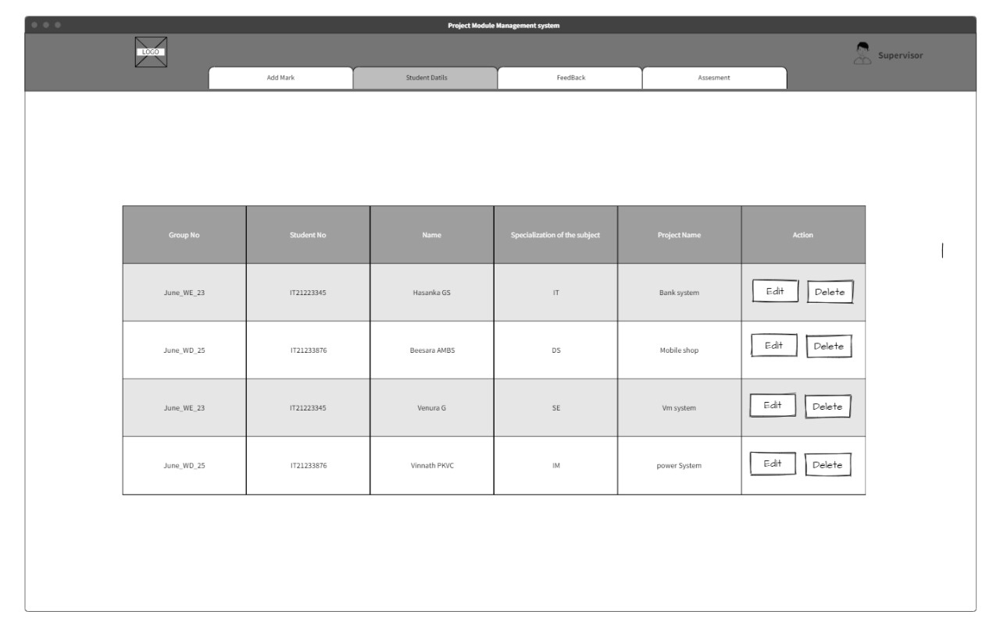 Project Module Management system
LOGO
Supervisor
Add Mark Student Datils FeedBack Assesment
Group No Student No Name Specialization of the subject Project Name Action
June_WE_23 IT21223345 Hasanka GS IT Bank system Edit Delete
June_WD_25 IT21233876 Beesara AMBS DS Mobile shop Edit Delete
June_WE_23 IT21223345 Venura G SE Vm system Edit Delete
June_WD_25 IT21233876 Vinnath PKVC IM power System Edit Delete